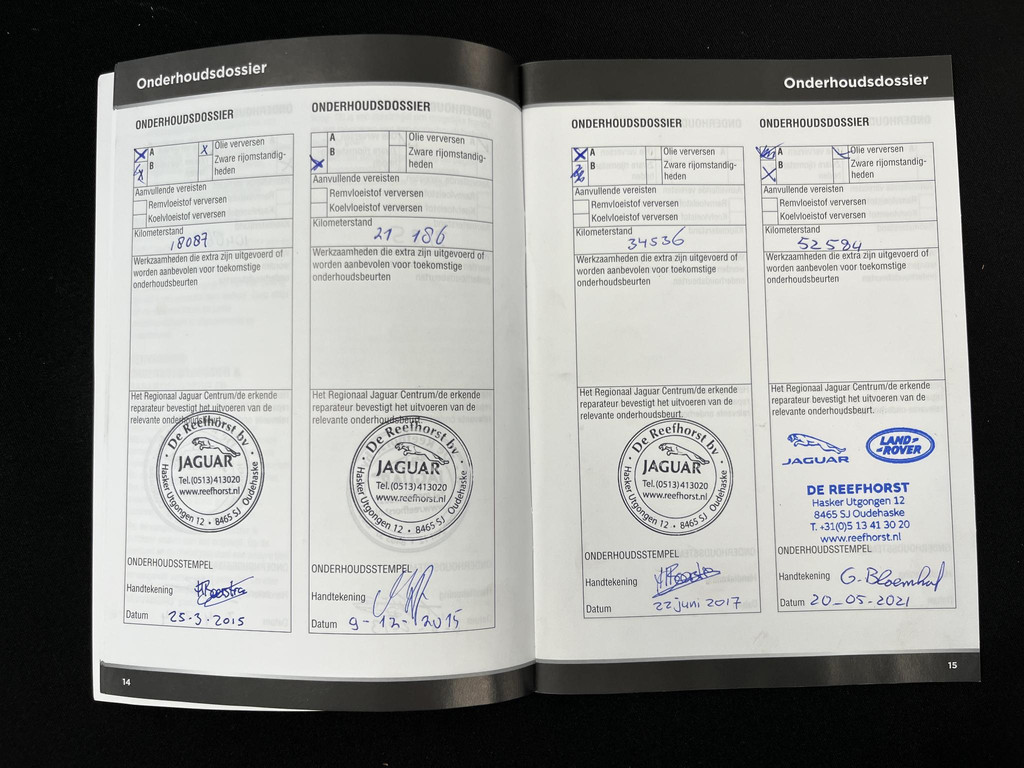 Onderhoudsdossier
ONDERHOUDSDOSSIER
X A
B
X Olie verversen
Zware rijomstandig-
heden
Aanvullende vereisten
Remvloeistof verversen
Koelvloeistof verversen
Kilometerstand
18087
Werkzaamheden die extra zijn uitgevoerd of
worden aanbevolen voor toekomstige
onderhoudsbeurten
Het Regionaal Jaguar Centrum/de erkende
reparateur bevestigt het uitvoeren van de
relevante onderhoudsbeurt.
De Reefhorst bv
JAGUAR
Tel. (0513) 413020
www.reefhorst.nl
Hasker Utgongen 12 • 8465 SJ Oudehaske
ONDERHOUDSSTEMPEL
Handtekening
Datum 25-3-2015
ONDERHOUDSDOSSIER
A
X B
Olie verversen
Zware rijomstandig-
heden
Aanvullende vereisten
Remvloeistof verversen
Koelvloeistof verversen
Kilometerstand
21 186
Werkzaamheden die extra zijn uitgevoerd of
worden aanbevolen voor toekomstige
onderhoudsbeurten
Het Regionaal Jaguar Centrum/de erkende
reparateur bevestigt het uitvoeren van de
relevante onderhoudsbeurt.
De Reefhorst bv
JAGUAR
Tel. (0513) 413020
www.reefhorst.nl
Hasker Utgongen 12 • 8465 SJ Oudehaske
ONDERHOUDSSTEMPEL
Handtekening
Datum 9-12-2015
14
Onderhoudsdossier
ONDERHOUDSDOSSIER
X A
B
Olie verversen
Zware rijomstandig-
heden
Aanvullende vereisten
Remvloeistof verversen
Koelvloeistof verversen
Kilometerstand
34536
Werkzaamheden die extra zijn uitgevoerd of
worden aanbevolen voor toekomstige
onderhoudsbeurten
Het Regionaal Jaguar Centrum/de erkende
reparateur bevestigt het uitvoeren van de
relevante onderhoudsbeurt.
De Reefhorst bv
JAGUAR
Tel. (0513) 413020
www.reefhorst.nl
Hasker Utgongen 12 • 8465 SJ Oudehaske
ONDERHOUDSSTEMPEL
Handtekening
Datum 22 juni 2017
ONDERHOUDSDOSSIER
A
X B
Olie verversen
Zware rijomstandig-
heden
Aanvullende vereisten
Remvloeistof verversen
Koelvloeistof verversen
Kilometerstand
52584
Werkzaamheden die extra zijn uitgevoerd of
worden aanbevolen voor toekomstige
onderhoudsbeurten
Het Regionaal Jaguar Centrum/de erkende
reparateur bevestigt het uitvoeren van de
relevante onderhoudsbeurt.
JAGUAR
LAND-
-ROVER
DE REEFHORST
Hasker Utgongen 12
8465 SJ Oudehaske
T. +31(0)5 13 41 30 20
www.reefhorst.nl
ONDERHOUDSSTEMPEL
Handtekening G. Bloemhof
Datum 20-05-2021
15